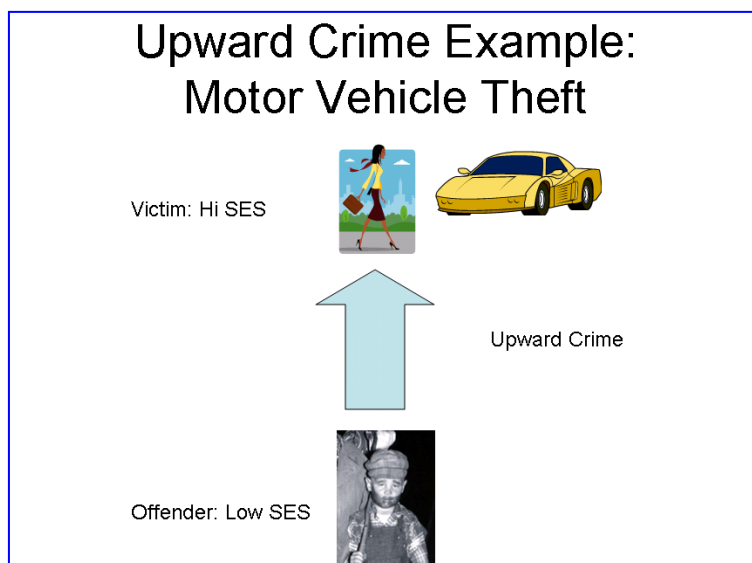 Upward Crime Example:
Motor Vehicle Theft
Victim: Hi SES
Upward Crime
Offender: Low SES